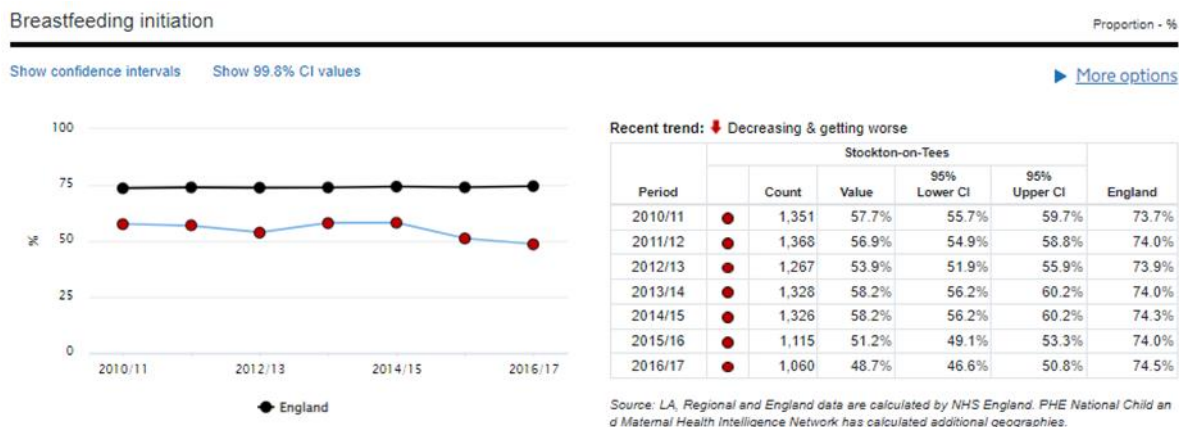 Breastfeeding initiation
Proportion - %
Show confidence intervals Show 99.8% CI values
More options
100
75
50
25
0
%
2010/11 2012/13 2014/15 2016/17
England
Recent trend: Decreasing & getting worse
Stockton-on-Tees
Period Count Value 95% Lower CI 95% Upper CI England
2010/11 1,351 57.7% 55.7% 59.7% 73.7%
2011/12 1,368 56.9% 54.9% 58.8% 74.0%
2012/13 1,267 53.9% 51.9% 55.9% 73.9%
2013/14 1,328 58.2% 56.2% 60.2% 74.0%
2014/15 1,326 58.2% 56.2% 60.2% 74.3%
2015/16 1,115 51.2% 49.1% 53.3% 74.0%
2016/17 1,060 48.7% 46.6% 50.8% 74.5%
Source: LA, Regional and England data are calculated by NHS England. PHE National Child an
d Maternal Health Intelligence Network has calculated additional geographies.